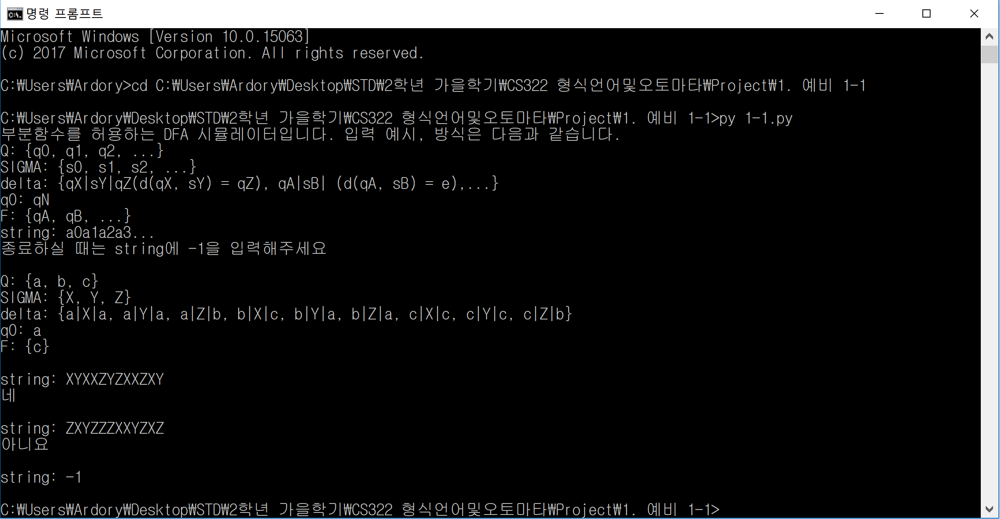 명령 프롬프트
Microsoft Windows [Version 10.0.15063]
(c) 2017 Microsoft Corporation. All rights reserved.
C:₩Users₩Ardory>cd C:₩Users₩Ardory₩Desktop₩STD₩2학년 가을학기₩CS322 형식언어및오토마타₩Project₩1. 예비 1-1
C:₩Users₩Ardory₩Desktop₩STD₩2학년 가을학기₩CS322 형식언어및오토마타₩Project₩1. 예비 1-1>py 1-1.py
부분함수를 허용하는 DFA 시뮬레이터입니다. 입력 예시, 방식은 다음과 같습니다.
Q: {q0, q1, q2, ...}
SIGMA: {s0, s1, s2, ...}
delta: {qX|sY|qZ(d(qX, sY) = qZ), qA|sB| (d(qA, sB) = e),...}
q0: qN
F: {qA, qB, ...}
string: a0a1a2a3...
종료하실 때는 string에 -1을 입력해주세요
Q: {a, b, c}
SIGMA: {X, Y, Z}
delta: {a|X|a, a|Y|a, a|Z|b, b|X|c, b|Y|a, b|Z|a, c|X|c, c|Y|c, c|Z|b}
q0: a
F: {c}
string: XYXXZYZXXZXY
네
string: ZXYZZZXXYZXZ
아니요
string: -1
C:₩Users₩Ardory₩Desktop₩STD₩2학년 가을학기₩CS322 형식언어및오토마타₩Project₩1. 예비 1-1>